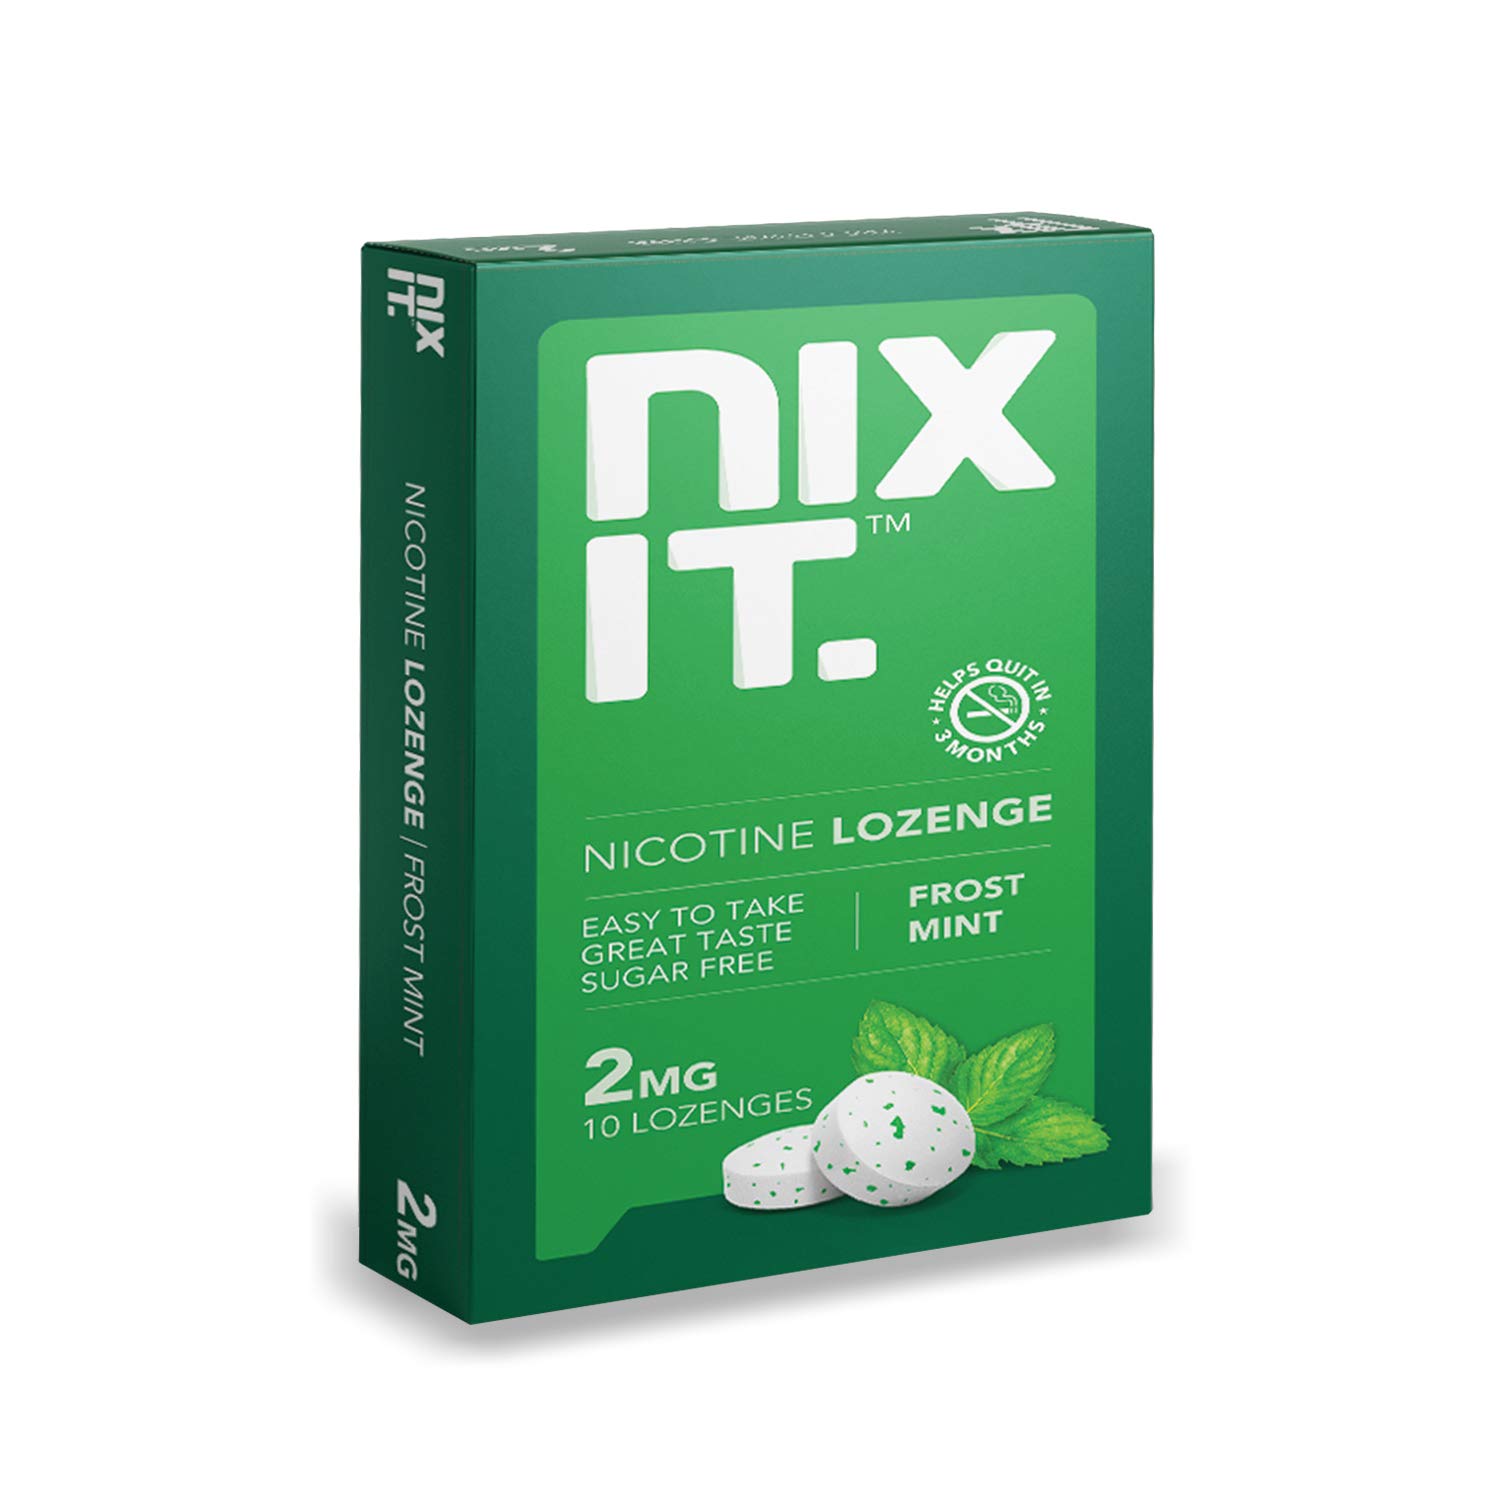 NIX
IT.
NICOTINE LOZENGE | FROST MINT
2MG
NIX
IT.™
HELPS QUIT IN
3 MONTHS
NICOTINE LOZENGE
EASY TO TAKE
GREAT TASTE
SUGAR FREE
FROST
MINT
2MG
10 LOZENGES